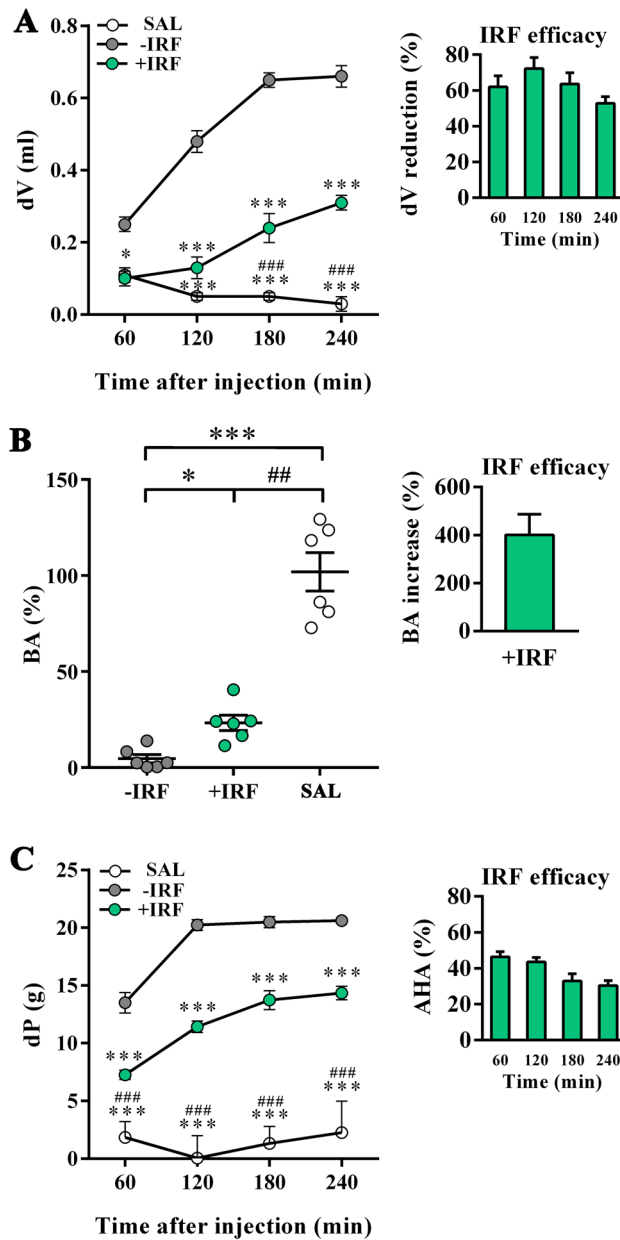 A
SAL
-IRF
+IRF
dV (ml)
0.8
0.6
0.4
0.2
0.0
*
***
***
***
***
###
***
###
***
60 120 180 240
Time after injection (min)
IRF efficacy
dV reduction (%)
80
60
40
20
0
60 120 180 240
Time (min)
B
BA (%)
150
100
50
0
***
*
##
-IRF +IRF SAL
IRF efficacy
BA increase (%)
600
400
200
0
+IRF
C
SAL
-IRF
+IRF
dP (g)
25
20
15
10
5
0
***
***
***
***
###
***
###
***
###
***
###
***
60 120 180 240
Time after injection (min)
IRF efficacy
AHA (%)
80
60
40
20
0
60 120 180 240
Time (min)